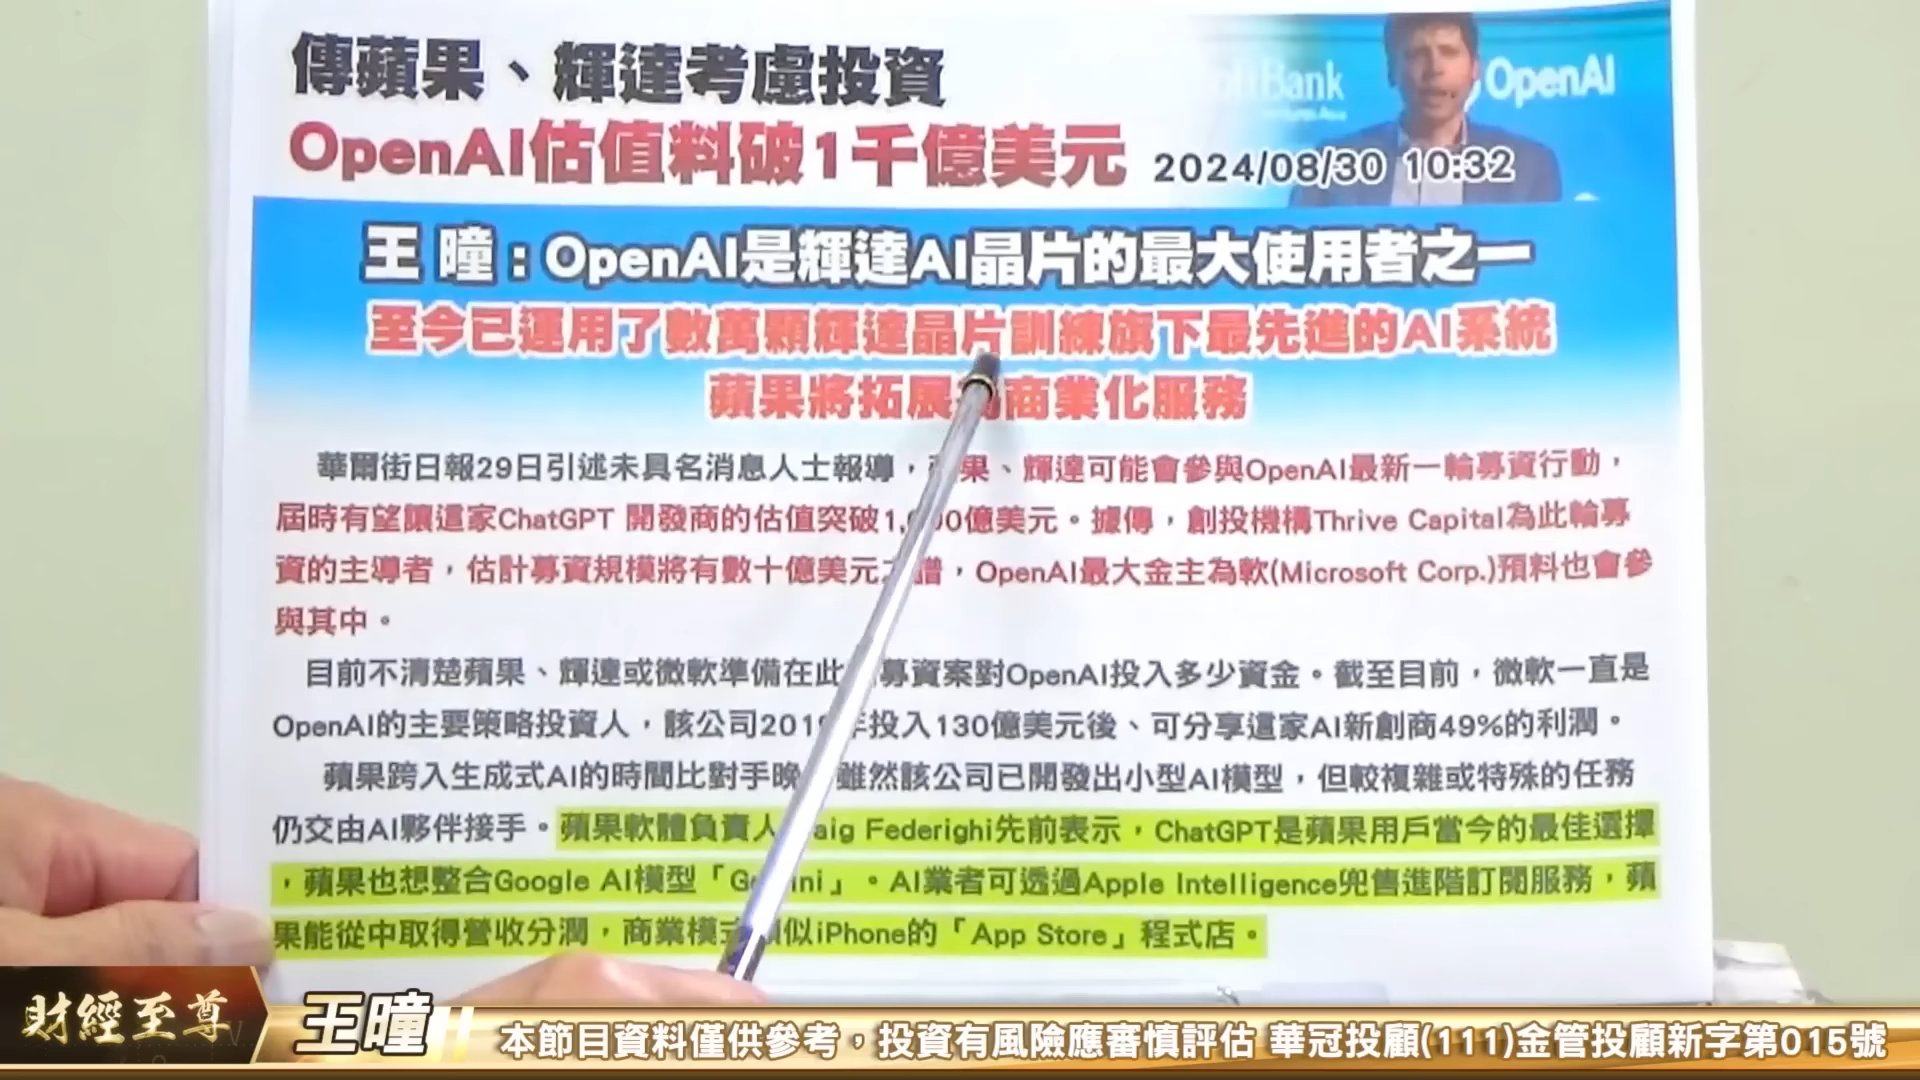 傳蘋果、輝達考慮投資
OpenAI估值料破1千億美元 2024/08/30 10:32
Bank
OpenAI
王 曈：OpenAI是輝達AI晶片的最大使用者之一
至今已運用了數萬顆輝達晶片訓練旗下最先進的AI系統
蘋果將拓展 商業化服務
華爾街日報29日引述未具名消息人士報導， 果、輝達可能會參與OpenAI最新一輪募資行動，
屆時有望讓這家ChatGPT 開發商的估值突破1, 0億美元。據傳，創投機構Thrive Capital為此輪募
資的主導者，估計募資規模將有數十億美元之譜，OpenAI最大金主為軟(Microsoft Corp.)預料也會參
與其中。
目前不清楚蘋果、輝達或微軟準備在此 募資案對OpenAI投入多少資金。截至目前，微軟一直是
OpenAI的主要策略投資人，該公司201 年投入130億美元後、可分享這家AI新創商49%的利潤。
蘋果跨入生成式AI的時間比對手晚 雖然該公司已開發出小型AI模型，但較複雜或特殊的任務
仍交由AI夥伴接手。蘋果軟體負責人 aig Federighi先前表示，ChatGPT是蘋果用戶當今的最佳選擇
，蘋果也想整合Google AI模型「Ge ini」。AI業者可透過Apple Intelligence兜售進階訂閱服務，蘋
果能從中取得營收分潤，商業模式 似iPhone的「App Store」程式店。
財經至尊
王曈
本節目資料僅供參考，投資有風險應審慎評估 華冠投顧(111)金管投顧新字第015號